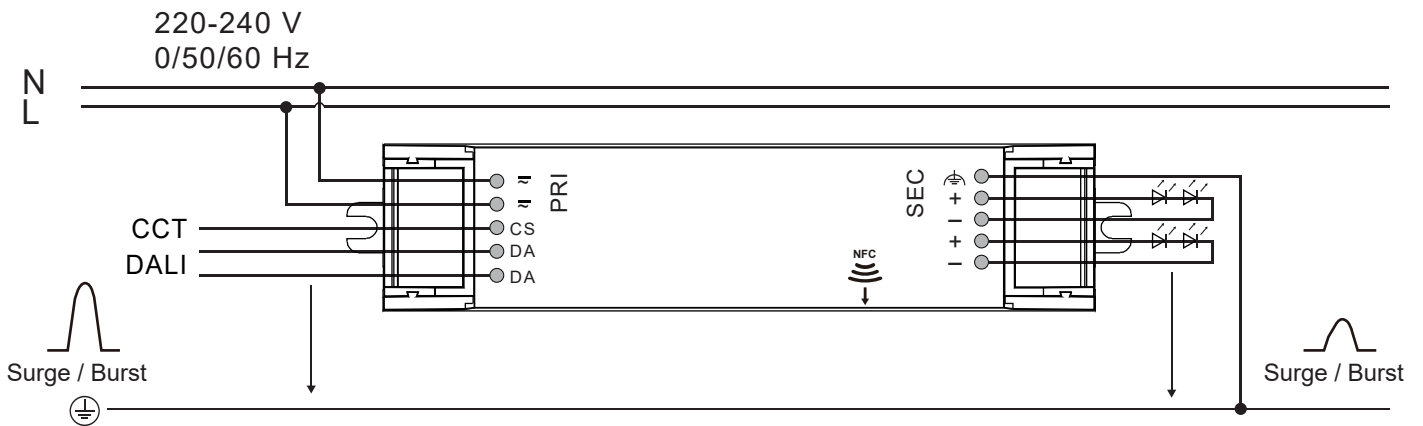 220-240 V
0/50/60 Hz
N
L
PRI
SEC
+
–
+
–
CCT
CS
DALI
DA
DA
NFC
Surge / Burst
Surge / Burst